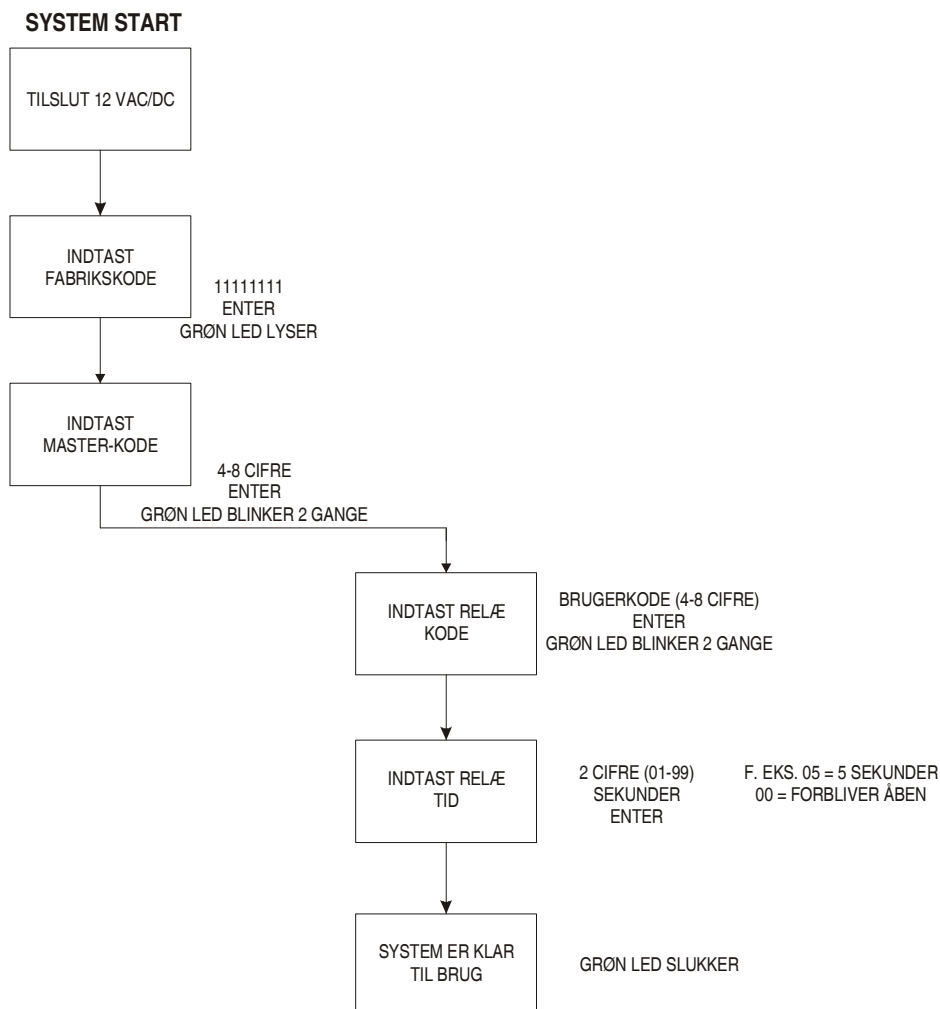 SYSTEM START
TILSLUT 12 VAC/DC
INDTAST
FABRIKSKODE
11111111
ENTER
GRØN LED LYSER
INDTAST
MASTER-KODE
4-8 CIFRE
ENTER
GRØN LED BLINKER 2 GANGE
INDTAST RELÆ
KODE
BRUGERKODE (4-8 CIFRE)
ENTER
GRØN LED BLINKER 2 GANGE
INDTAST RELÆ
TID
2 CIFRE (01-99)
SEKUNDER
ENTER
F. EKS. 05 = 5 SEKUNDER
00 = FORBLIVER ÅBEN
SYSTEM ER KLAR
TIL BRUG
GRØN LED SLUKKER